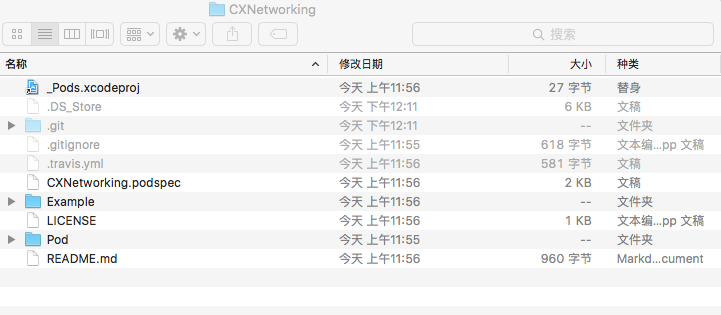 CXNetworking
搜索
名称 修改日期 大小 种类
_Pods.xcodeproj 今天 上午11:56 27 字节 替身
.DS_Store 今天 下午12:11 6 KB 文稿
.git 今天 下午12:11 -- 文件夹
.gitignore 今天 上午11:55 618 字节 文本编...pp 文稿
.travis.yml 今天 上午11:56 581 字节 文稿
CXNetworking.podspec 今天 上午11:56 2 KB 文稿
Example 今天 上午11:56 -- 文件夹
LICENSE 今天 上午11:56 1 KB 文本编...pp 文稿
Pod 今天 上午11:55 -- 文件夹
README.md 今天 上午11:56 960 字节 Markd...cument